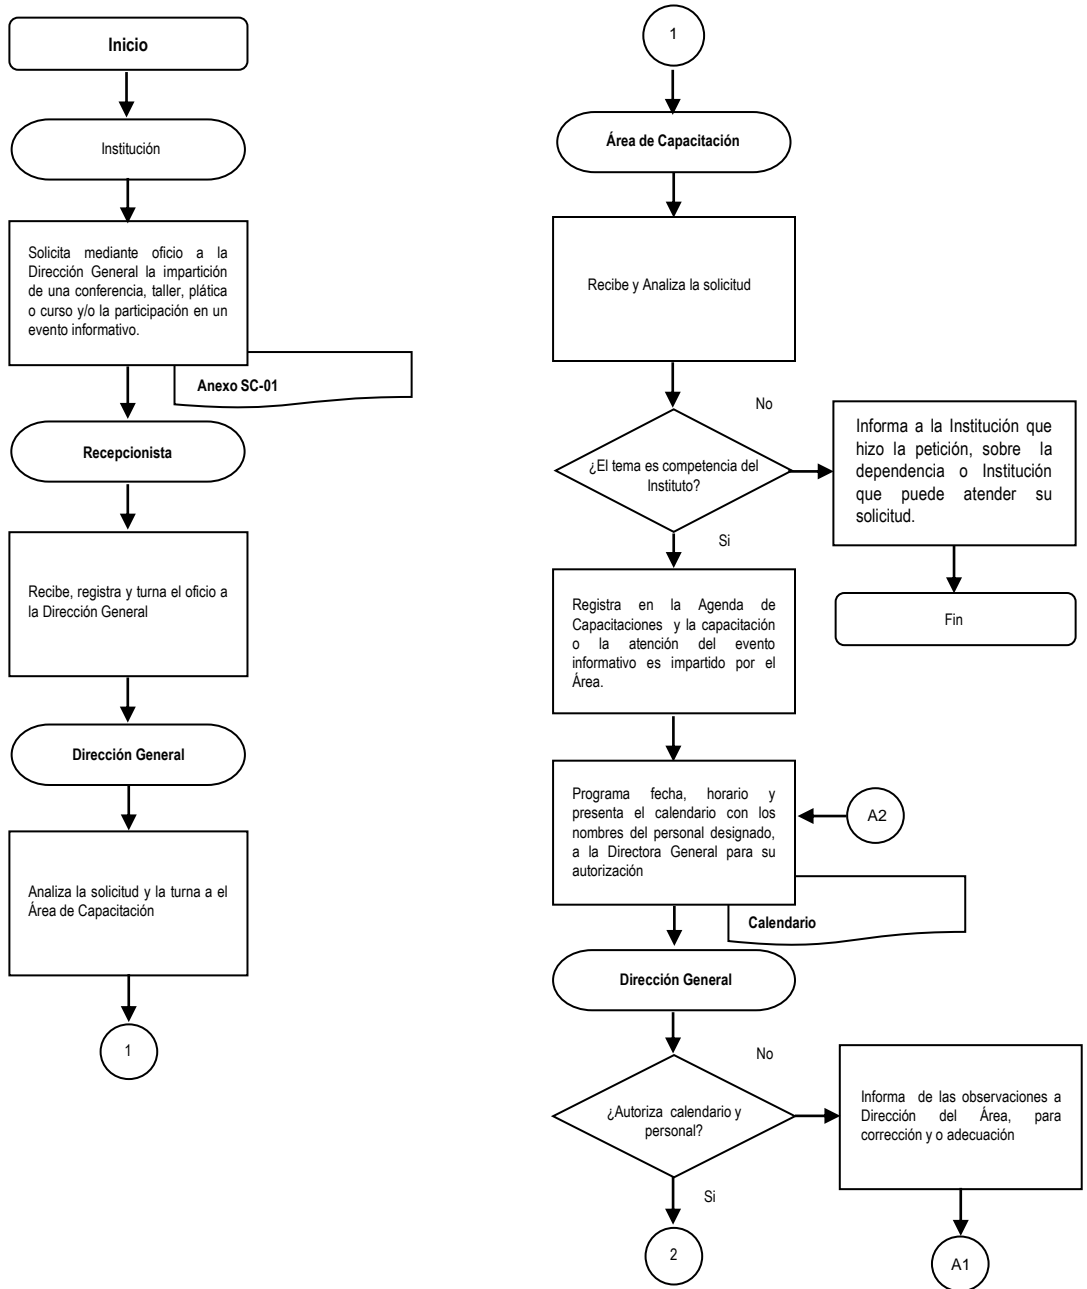 Inicio
Institución
Solicita mediante oficio a la
Dirección General la impartición
de una conferencia, taller, plática
o curso y/o la participación en un
evento informativo.
Anexo SC-01
Recepcionista
Recibe, registra y turna el oficio a
la Dirección General
Dirección General
Analiza la solicitud y la turna a el
Área de Capacitación
1
1
Área de Capacitación
Recibe y Analiza la solicitud
¿El tema es competencia del
Instituto?
No
Informa a la Institución que
hizo la petición, sobre la
dependencia o Institución
que puede atender su
solicitud.
Fin
Si
Registra en la Agenda de
Capacitaciones y la capacitación
o la atención del evento
informativo es impartido por el
Área.
Programa fecha, horario y
presenta el calendario con los
nombres del personal designado,
a la Directora General para su
autorización
A2
Calendario
Dirección General
¿Autoriza calendario y
personal?
No
Informa de las observaciones a
Dirección del Área, para
corrección y o adecuación
A1
Si
2